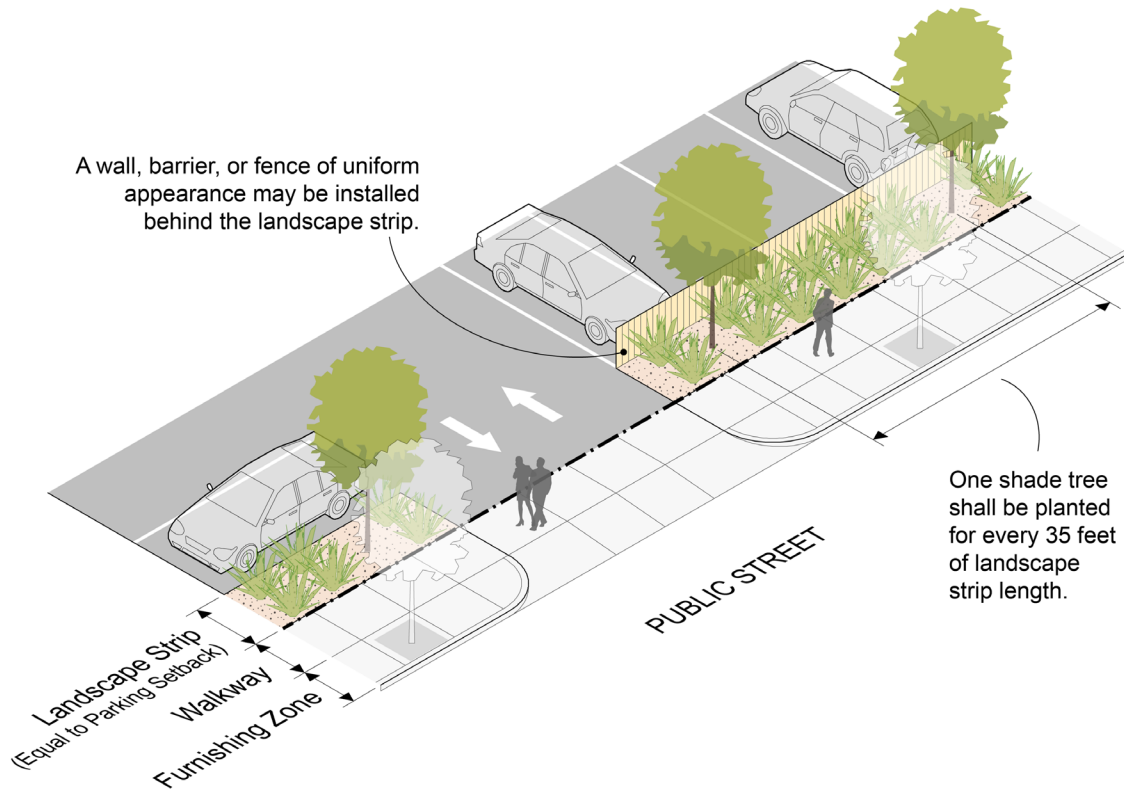 A wall, barrier, or fence of uniform
appearance may be installed
behind the landscape strip.
One shade tree
shall be planted
for every 35 feet
of landscape
strip length.
PUBLIC STREET
Landscape Strip
(Equal to Parking Setback)
Walkway
Furnishing Zone